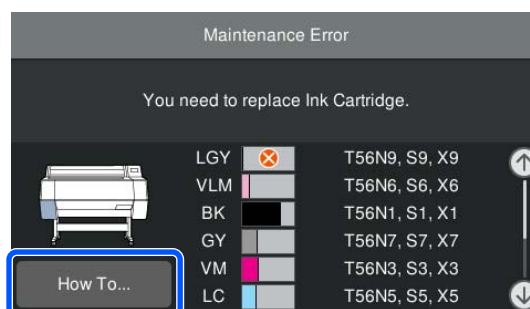 Maintenance Error
You need to replace Ink Cartridge.
LGY T56N9, S9, X9
VLM T56N6, S6, X6
BK T56N1, S1, X1
GY T56N7, S7, X7
VM T56N3, S3, X3
LC T56N5, S5, X5
How To...